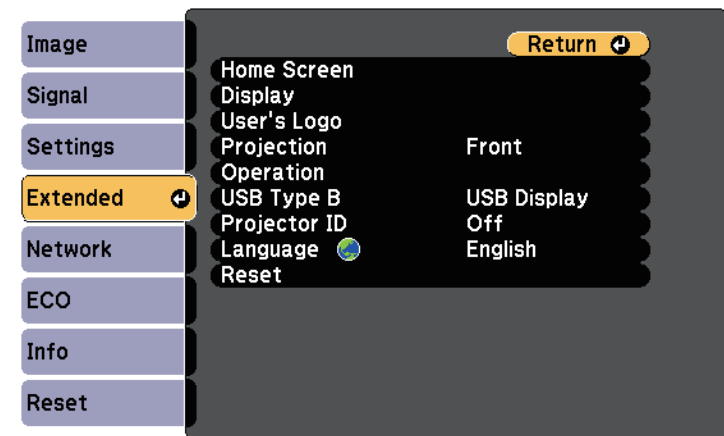 Image
Signal
Settings
Extended
Network
ECO
Info
Reset
Return
Home Screen
Display
User's Logo
Projection Front
Operation
USB Type B USB Display
Projector ID Off
Language English
Reset